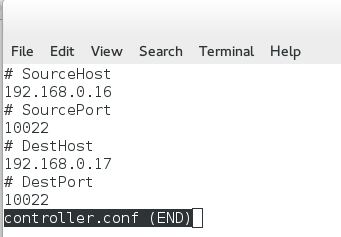 File Edit View Search Terminal Help
# SourceHost
192.168.0.16
# SourcePort
10022
# DestHost
192.168.0.17
# DestPort
10022
controller.conf (END)